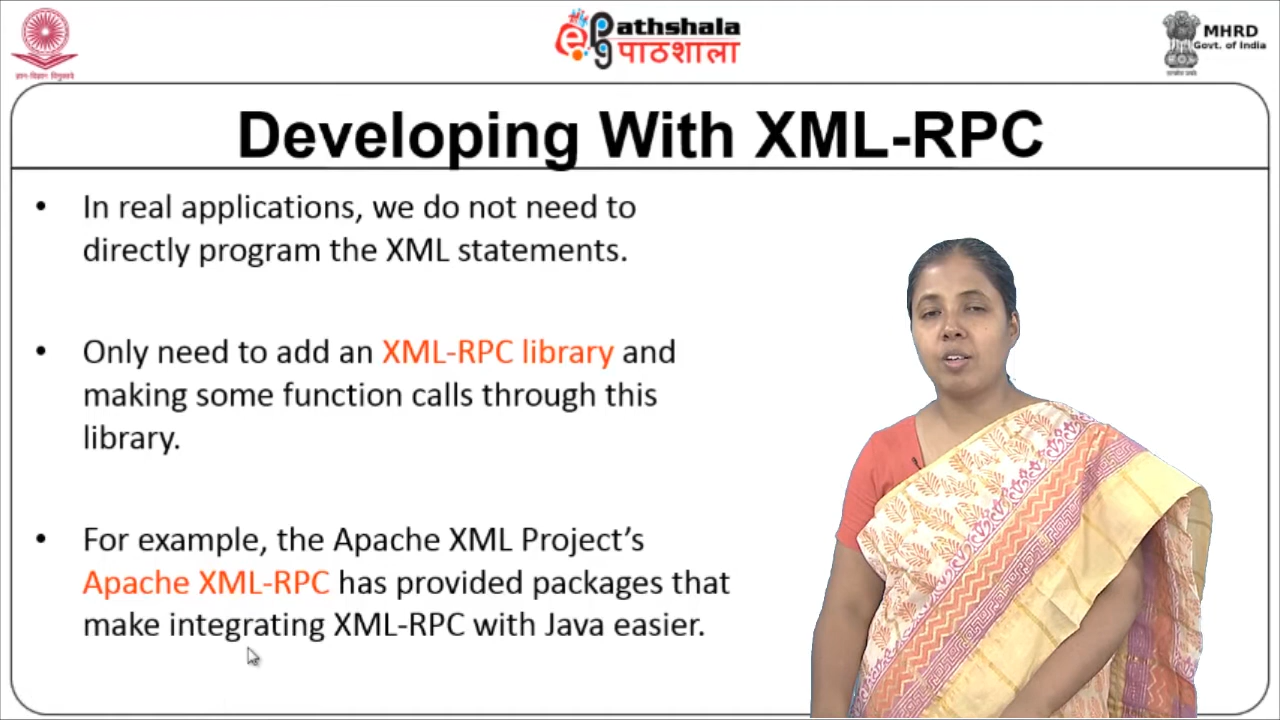 ePathshala
पाठशाला
MHRD
Govt. of India
Developing With XML-RPC
• In real applications, we do not need to
directly program the XML statements.
• Only need to add an XML-RPC library and
making some function calls through this
library.
• For example, the Apache XML Project’s
Apache XML-RPC has provided packages that
make integrating XML-RPC with Java easier.